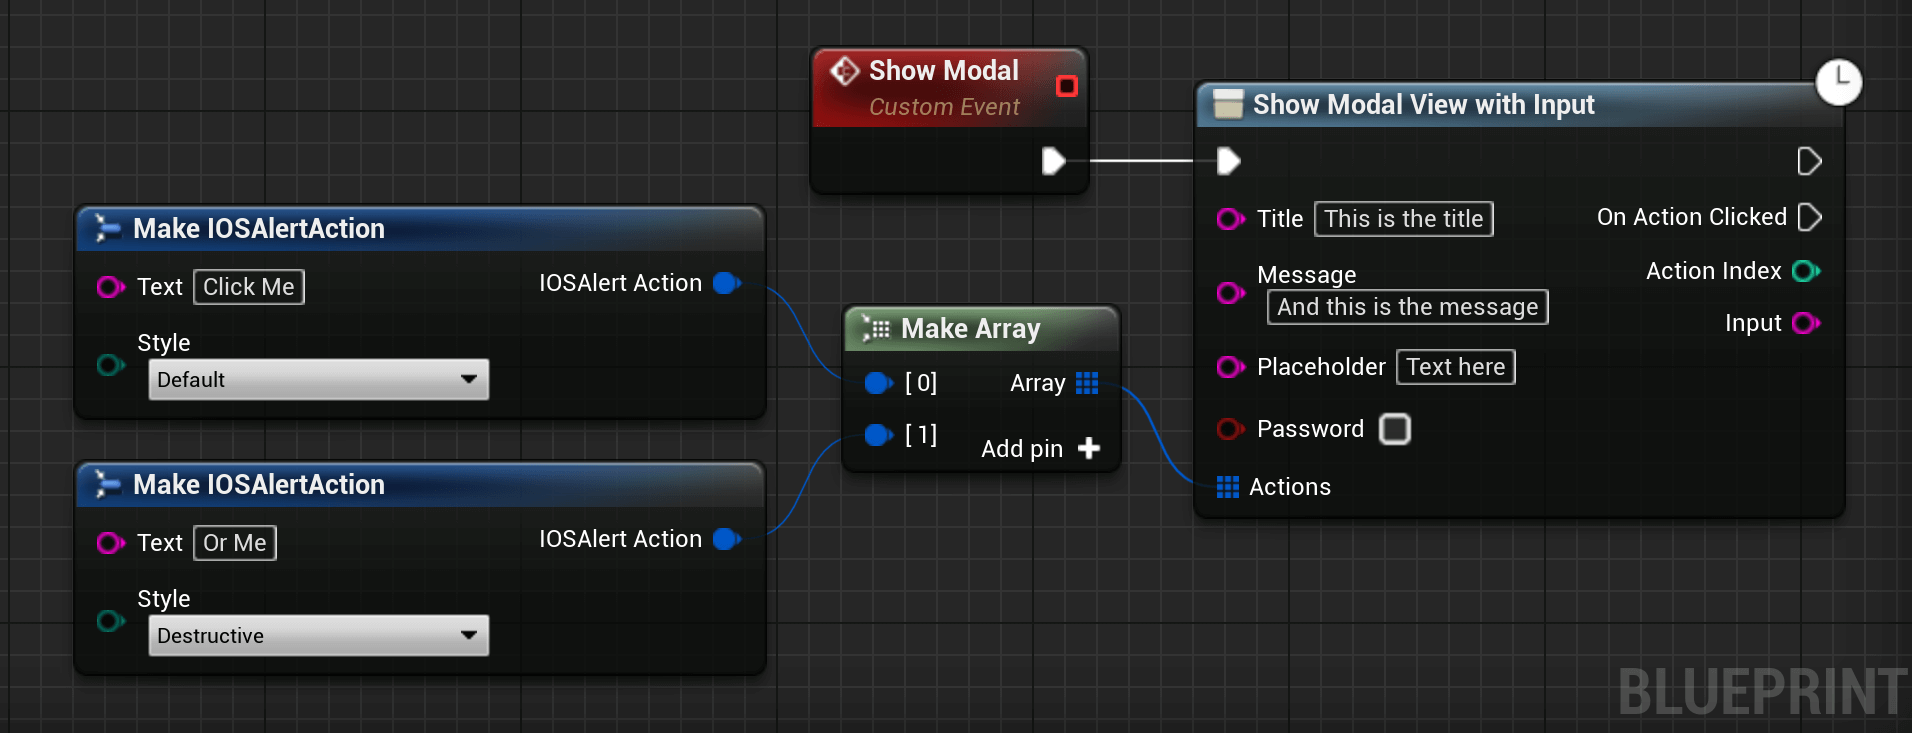 Show Modal
Custom Event
Show Modal View with Input
Title This is the title
On Action Clicked
Message
And this is the message
Action Index
Input
Placeholder Text here
Password
Actions
Make IOSAlertAction
Text Click Me
IOSAlert Action
Style
Default
Make Array
[ 0]
Array
[ 1]
Add pin
Make IOSAlertAction
Text Or Me
IOSAlert Action
Style
Destructive
BLUEPRINT